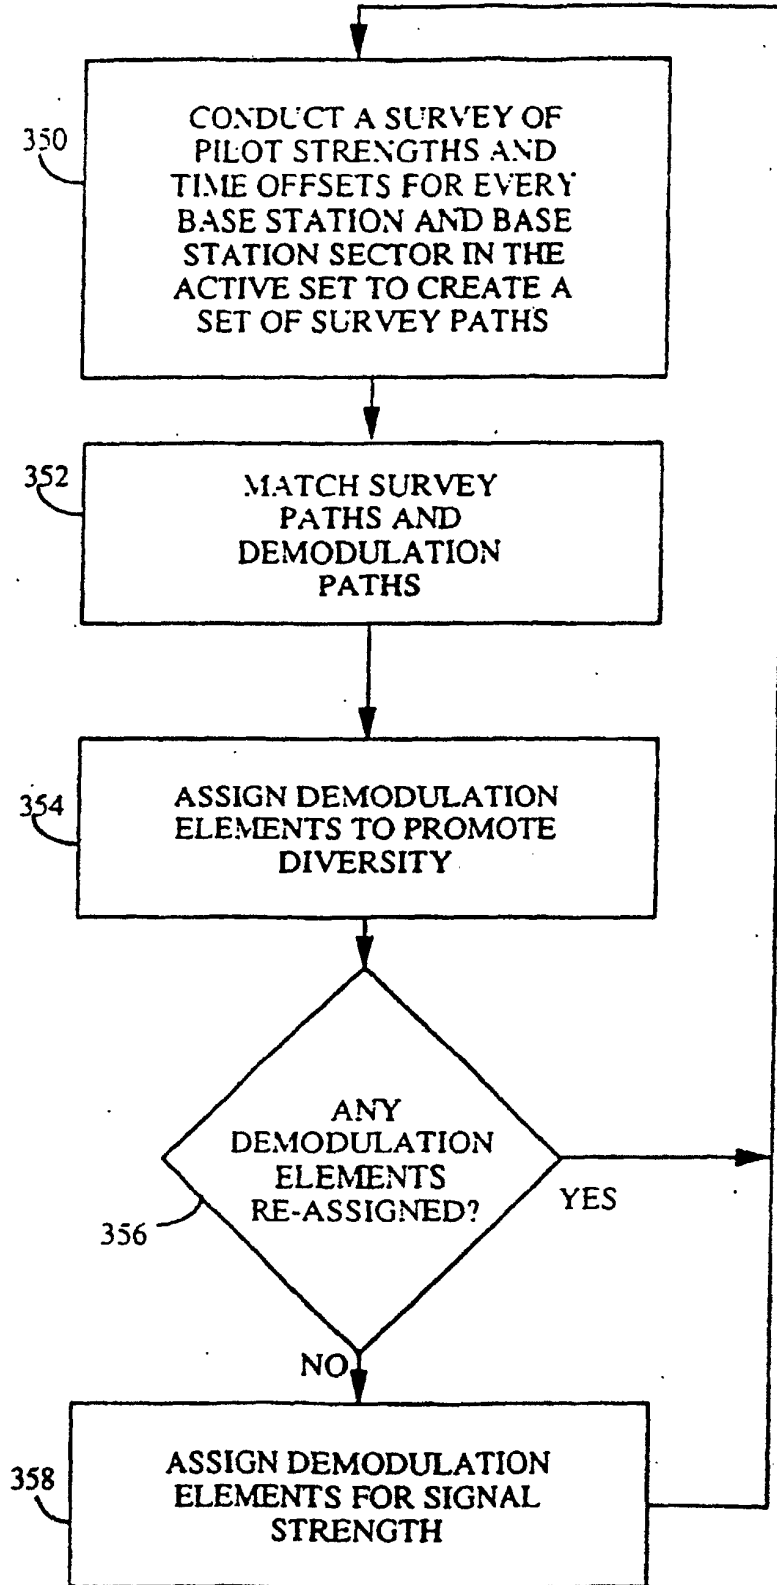 350
CONDUCT A SURVEY OF
PILOT STRENGTHS AND
TIME OFFSETS FOR EVERY
BASE STATION AND BASE
STATION SECTOR IN THE
ACTIVE SET TO CREATE A
SET OF SURVEY PATHS
352
MATCH SURVEY
PATHS AND
DEMODULATION
PATHS
354
ASSIGN DEMODULATION
ELEMENTS TO PROMOTE
DIVERSITY
ANY
DEMODULATION
ELEMENTS
RE-ASSIGNED?
YES
356
NO
358
ASSIGN DEMODULATION
ELEMENTS FOR SIGNAL
STRENGTH